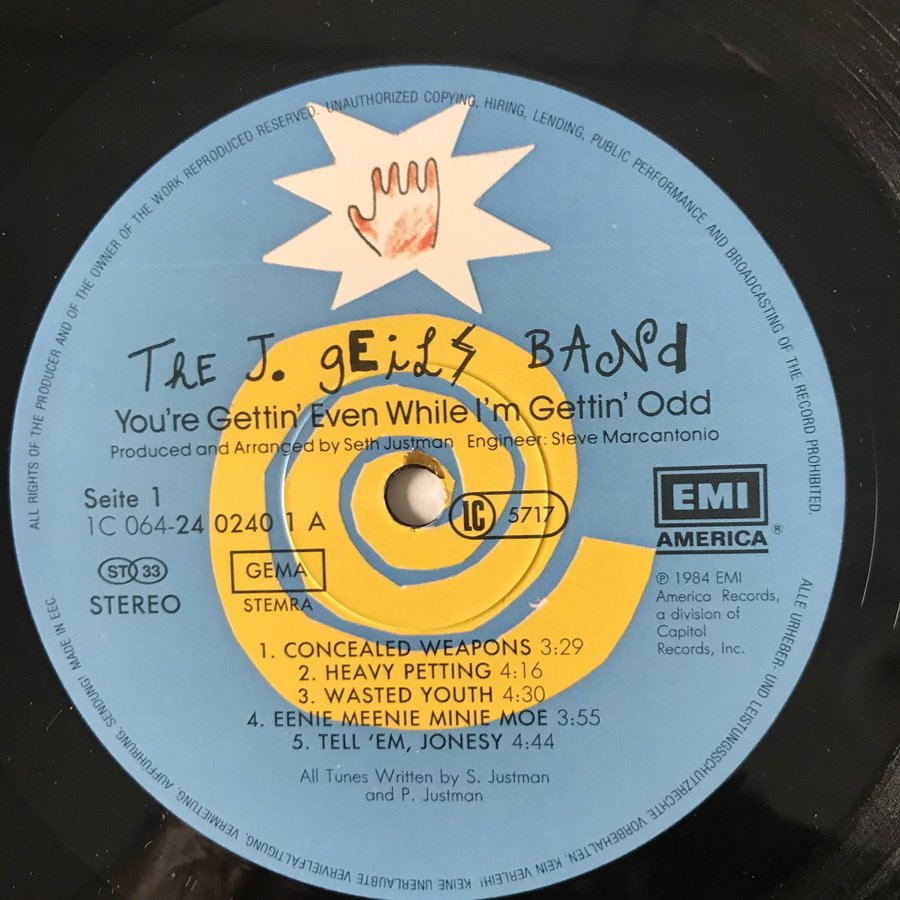 ALL RIGHTS OF THE PRODUCER AND OF THE OWNER OF THE WORK REPRODUCED RESERVED. UNAUTHORIZED COPYING, HIRING, LENDING, PUBLIC PERFORMANCE AND BROADCASTING OF THE RECORD PROHIBITED.
THE J. gEiLS BANd
You're Gettin' Even While I'm Gettin' Odd
Produced and Arranged by Seth Justman Engineer: Steve Marcantonio
Seite 1
1C 064-24 0240 1 A
LC 5717
EMI
AMERICA®
ST 33
STEREO
GEMA
STEMRA
℗ 1984 EMI
America Records,
a division of
Capitol
Records, Inc.
1. CONCEALED WEAPONS 3:29
2. HEAVY PETTING 4:16
3. WASTED YOUTH 4:30
4. EENIE MEENIE MINIE MOE 3:55
5. TELL 'EM, JONESY 4:44
All Tunes Written by S. Justman
and P. Justman
ALLE URHEBER- UND LEISTUNGSSCHUTZRECHTE VORBEHALTEN. KEIN VERLEIH! KEINE UNERLAUBTE VERVIELFALTIGUNG, VERMIETUNG, AUFFÜHRUNG, SENDUNG! MADE IN EEC.